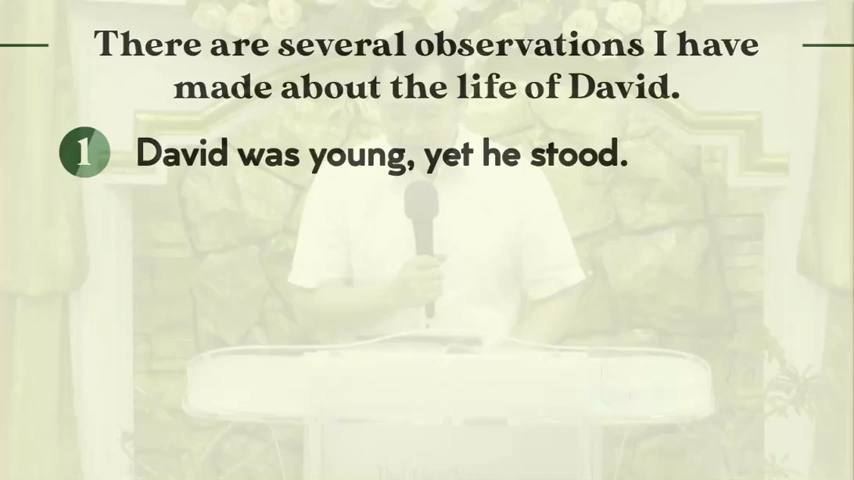 There are several observations I have
made about the life of David.
1 David was young, yet he stood.